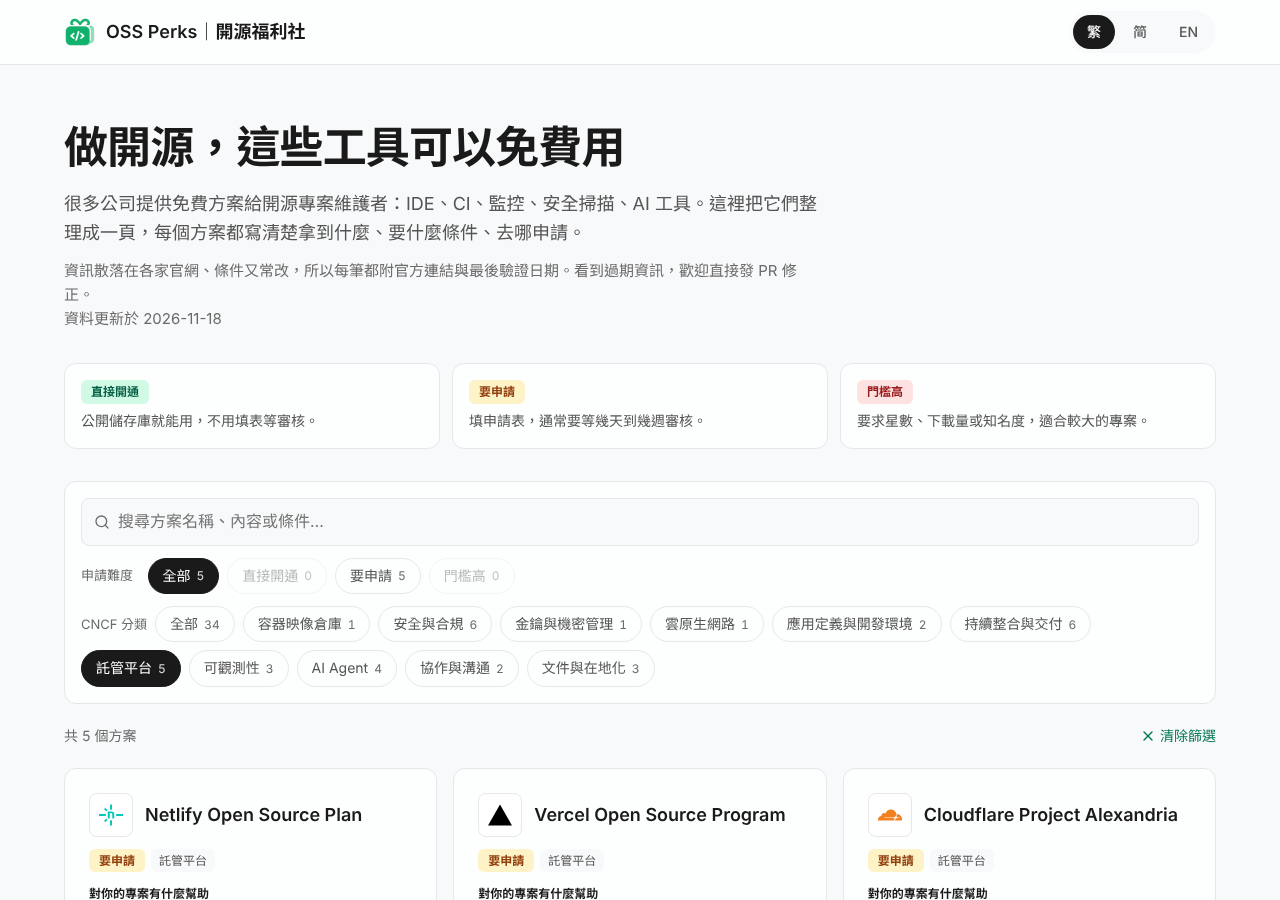 OSS Perks｜開源福利社
繁 简 EN
做開源，這些工具可以免費用
很多公司提供免費方案給開源專案維護者：IDE、CI、監控、安全掃描、AI 工具。這裡把它們整
理成一頁，每個方案都寫清楚拿到什麼、要什麼條件、去哪申請。
資訊散落在各家官網、條件又常改，所以每筆都附官方連結與最後驗證日期。看到過期資訊，歡迎直接發 PR 修
正。
資料更新於 2026-11-18
直接開通
公開儲存庫就能用，不用填表等審核。
要申請
填申請表，通常要等幾天到幾週審核。
門檻高
要求星數、下載量或知名度，適合較大的專案。
搜尋方案名稱、內容或條件...
申請難度 全部 5 直接開通 0 要申請 5 門檻高 0
CNCF 分類 全部 34 容器映像倉庫 1 安全與合規 6 金鑰與機密管理 1 雲原生網路 1 應用定義與開發環境 2 持續整合與交付 6
託管平台 5 可觀測性 3 AI Agent 4 協作與溝通 2 文件與在地化 3
共 5 個方案
清除篩選
Netlify Open Source Plan
要申請 託管平台
對你的專案有什麼幫助
Vercel Open Source Program
要申請 託管平台
對你的專案有什麼幫助
Cloudflare Project Alexandria
要申請 託管平台
對你的專案有什麼幫助